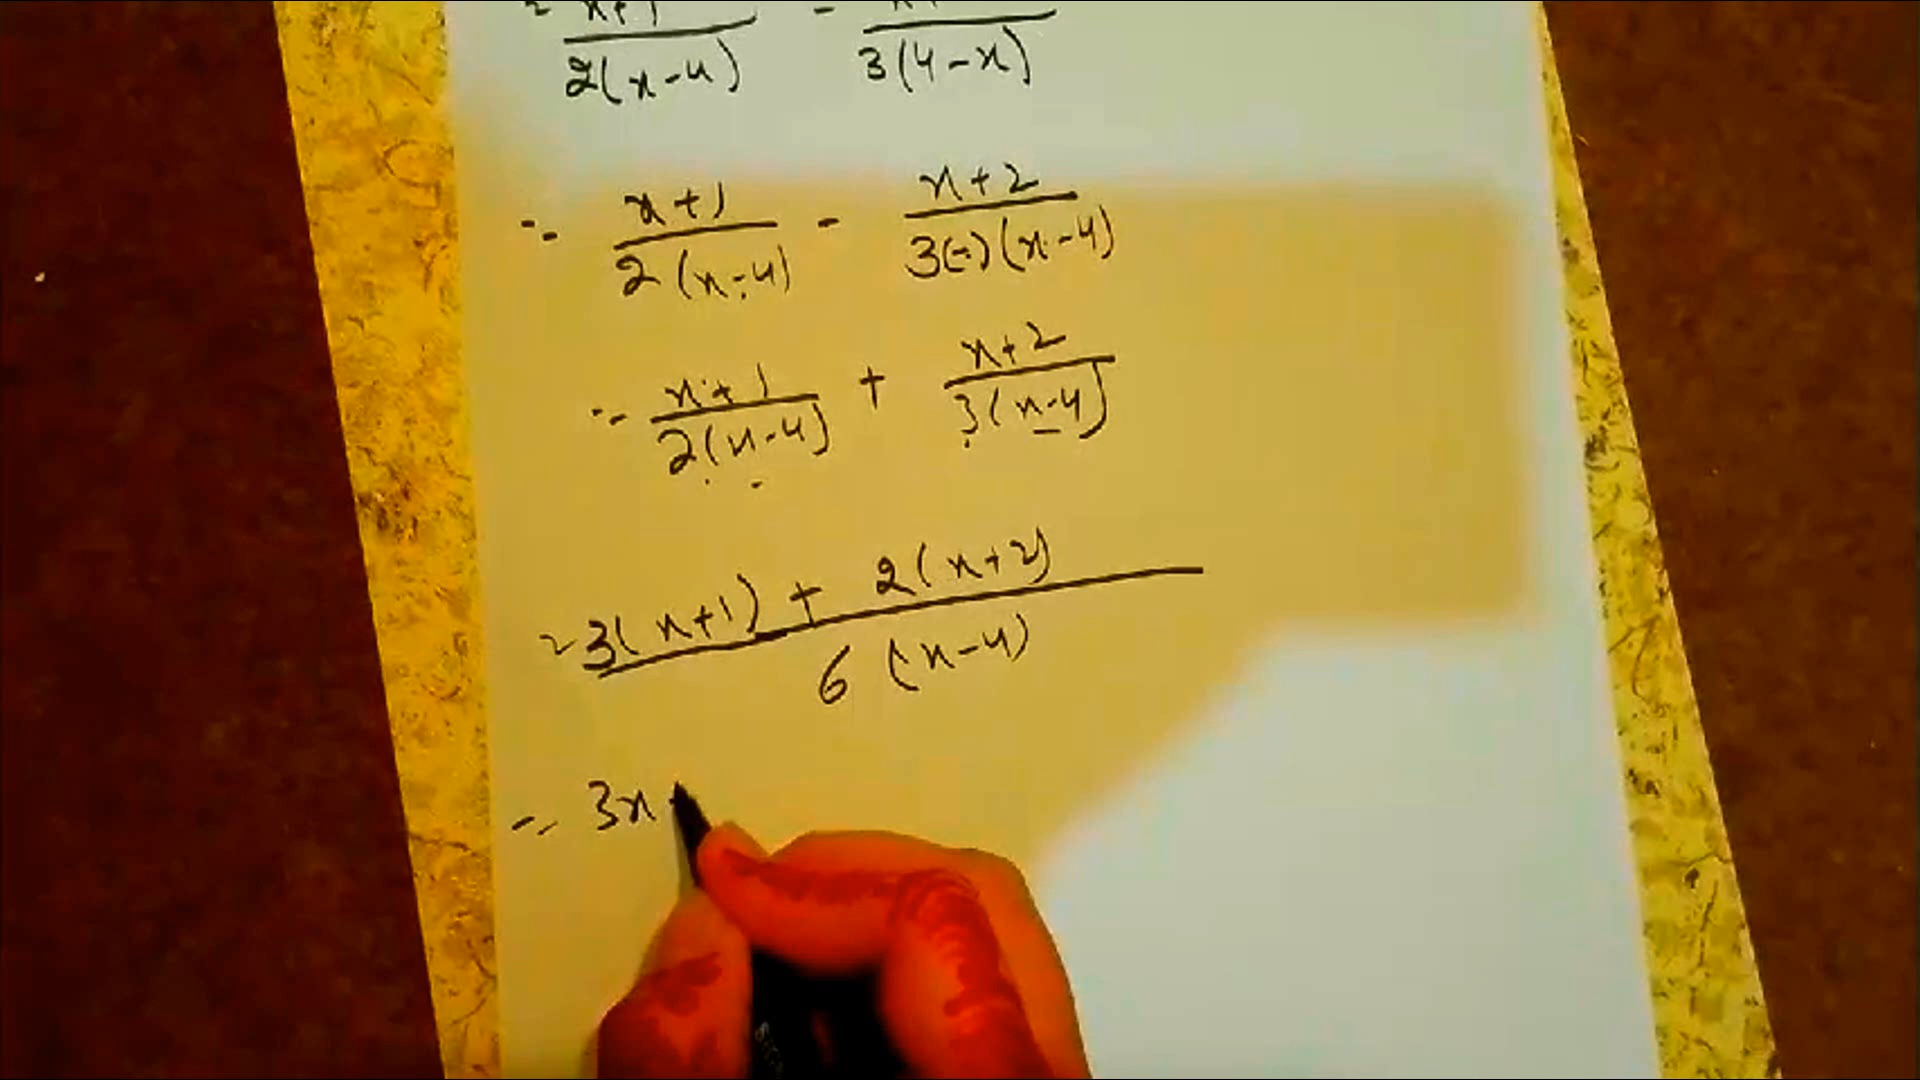 = x+1 / 2(x-4) - / 3(4-x)
= x+1 / 2(x-4) - x+2 / 3(-)(x-4)
= x+1 / 2(x-4) + x+2 / 3(x-4)
= 3(x+1) + 2(x+2) / 6(x-4)
= 3x